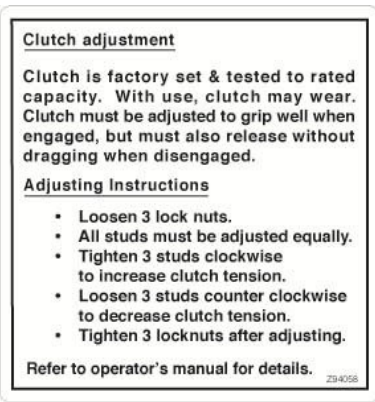 Clutch adjustment
Clutch is factory set & tested to rated
capacity. With use, clutch may wear.
Clutch must be adjusted to grip well when
engaged, but must also release without
dragging when disengaged.
Adjusting Instructions
• Loosen 3 lock nuts.
• All studs must be adjusted equally.
• Tighten 3 studs clockwise
to increase clutch tension.
• Loosen 3 studs counter clockwise
to decrease clutch tension.
• Tighten 3 locknuts after adjusting.
Refer to operator's manual for details.
Z94058